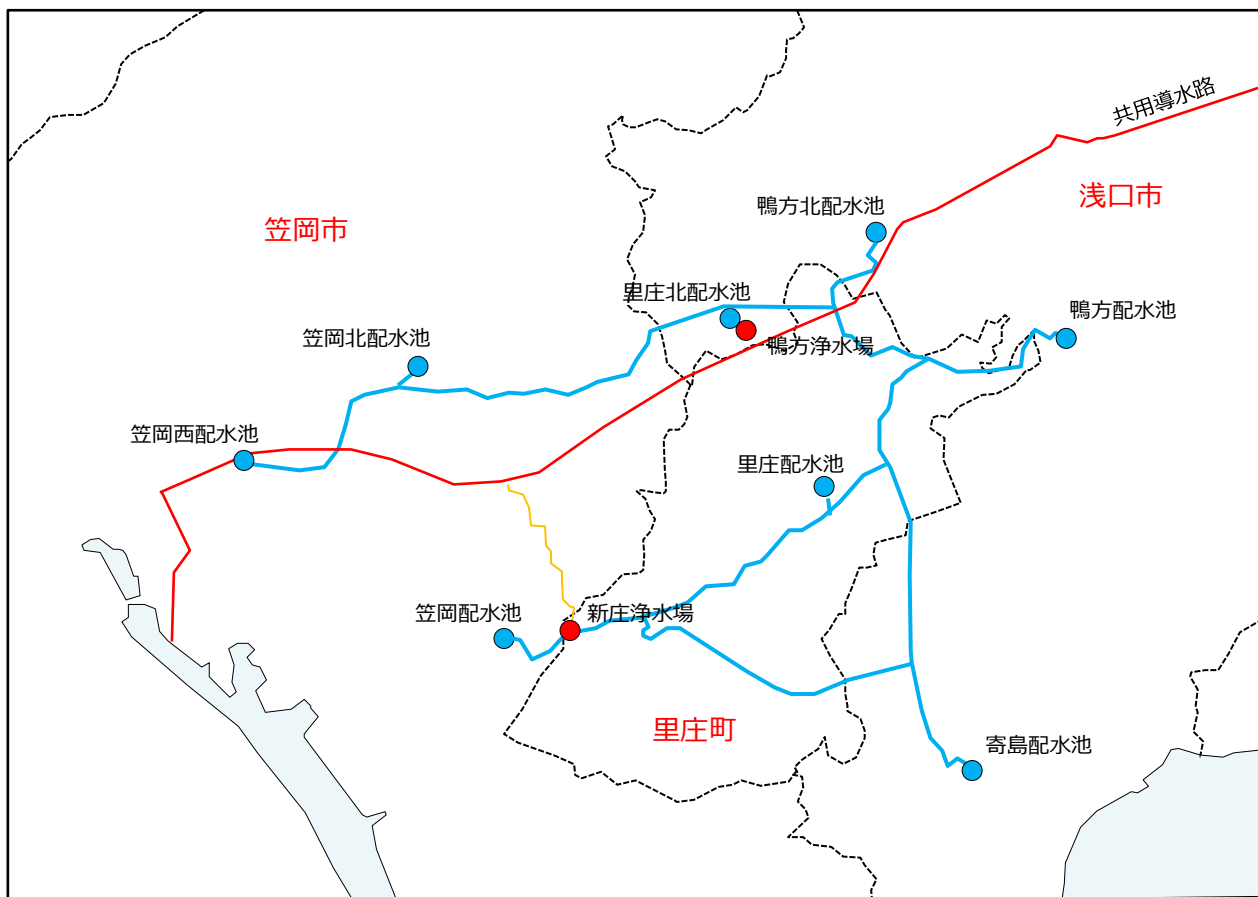 共用導水路
浅口市
鴨方北配水池
笠岡市
里庄北配水池
鴨方配水池
笠岡北配水池
鴨方浄水場
笠岡西配水池
里庄配水池
笠岡配水池
新庄浄水場
里庄町
寄島配水池